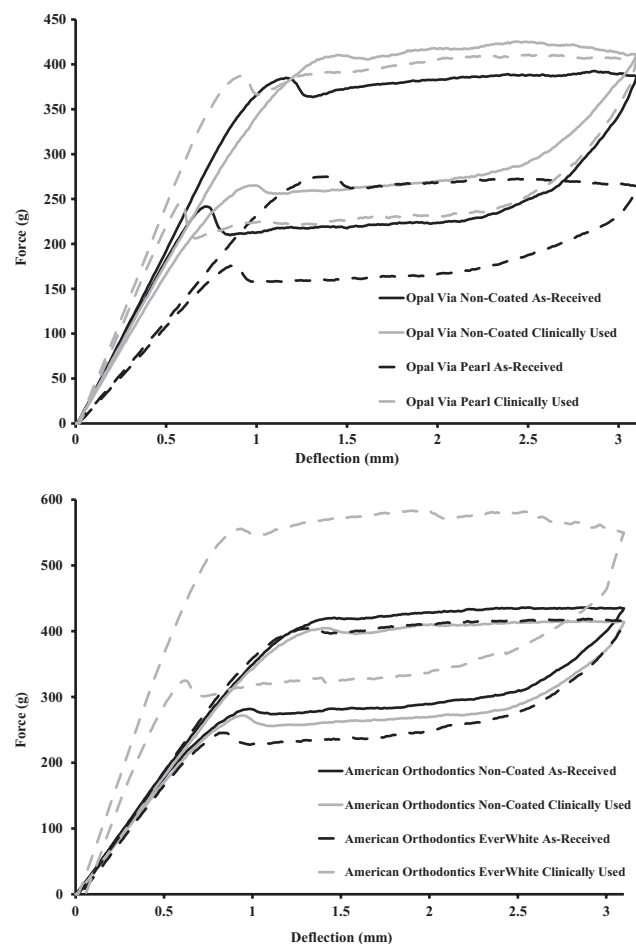 450
400
350
300
250
200
150
100
50
0
Force (g)
Opal Via Non-Coated As-Received
Opal Via Non-Coated Clinically Used
Opal Via Pearl As-Received
Opal Via Pearl Clinically Used
0 0.5 1 1.5 2 2.5 3
Deflection (mm)
600
500
400
300
200
100
0
Force (g)
American Orthodontics Non-Coated As-Received
American Orthodontics Non-Coated Clinically Used
American Orthodontics EverWhite As-Received
American Orthodontics EverWhite Clinically Used
0 0.5 1 1.5 2 2.5 3
Deflection (mm)